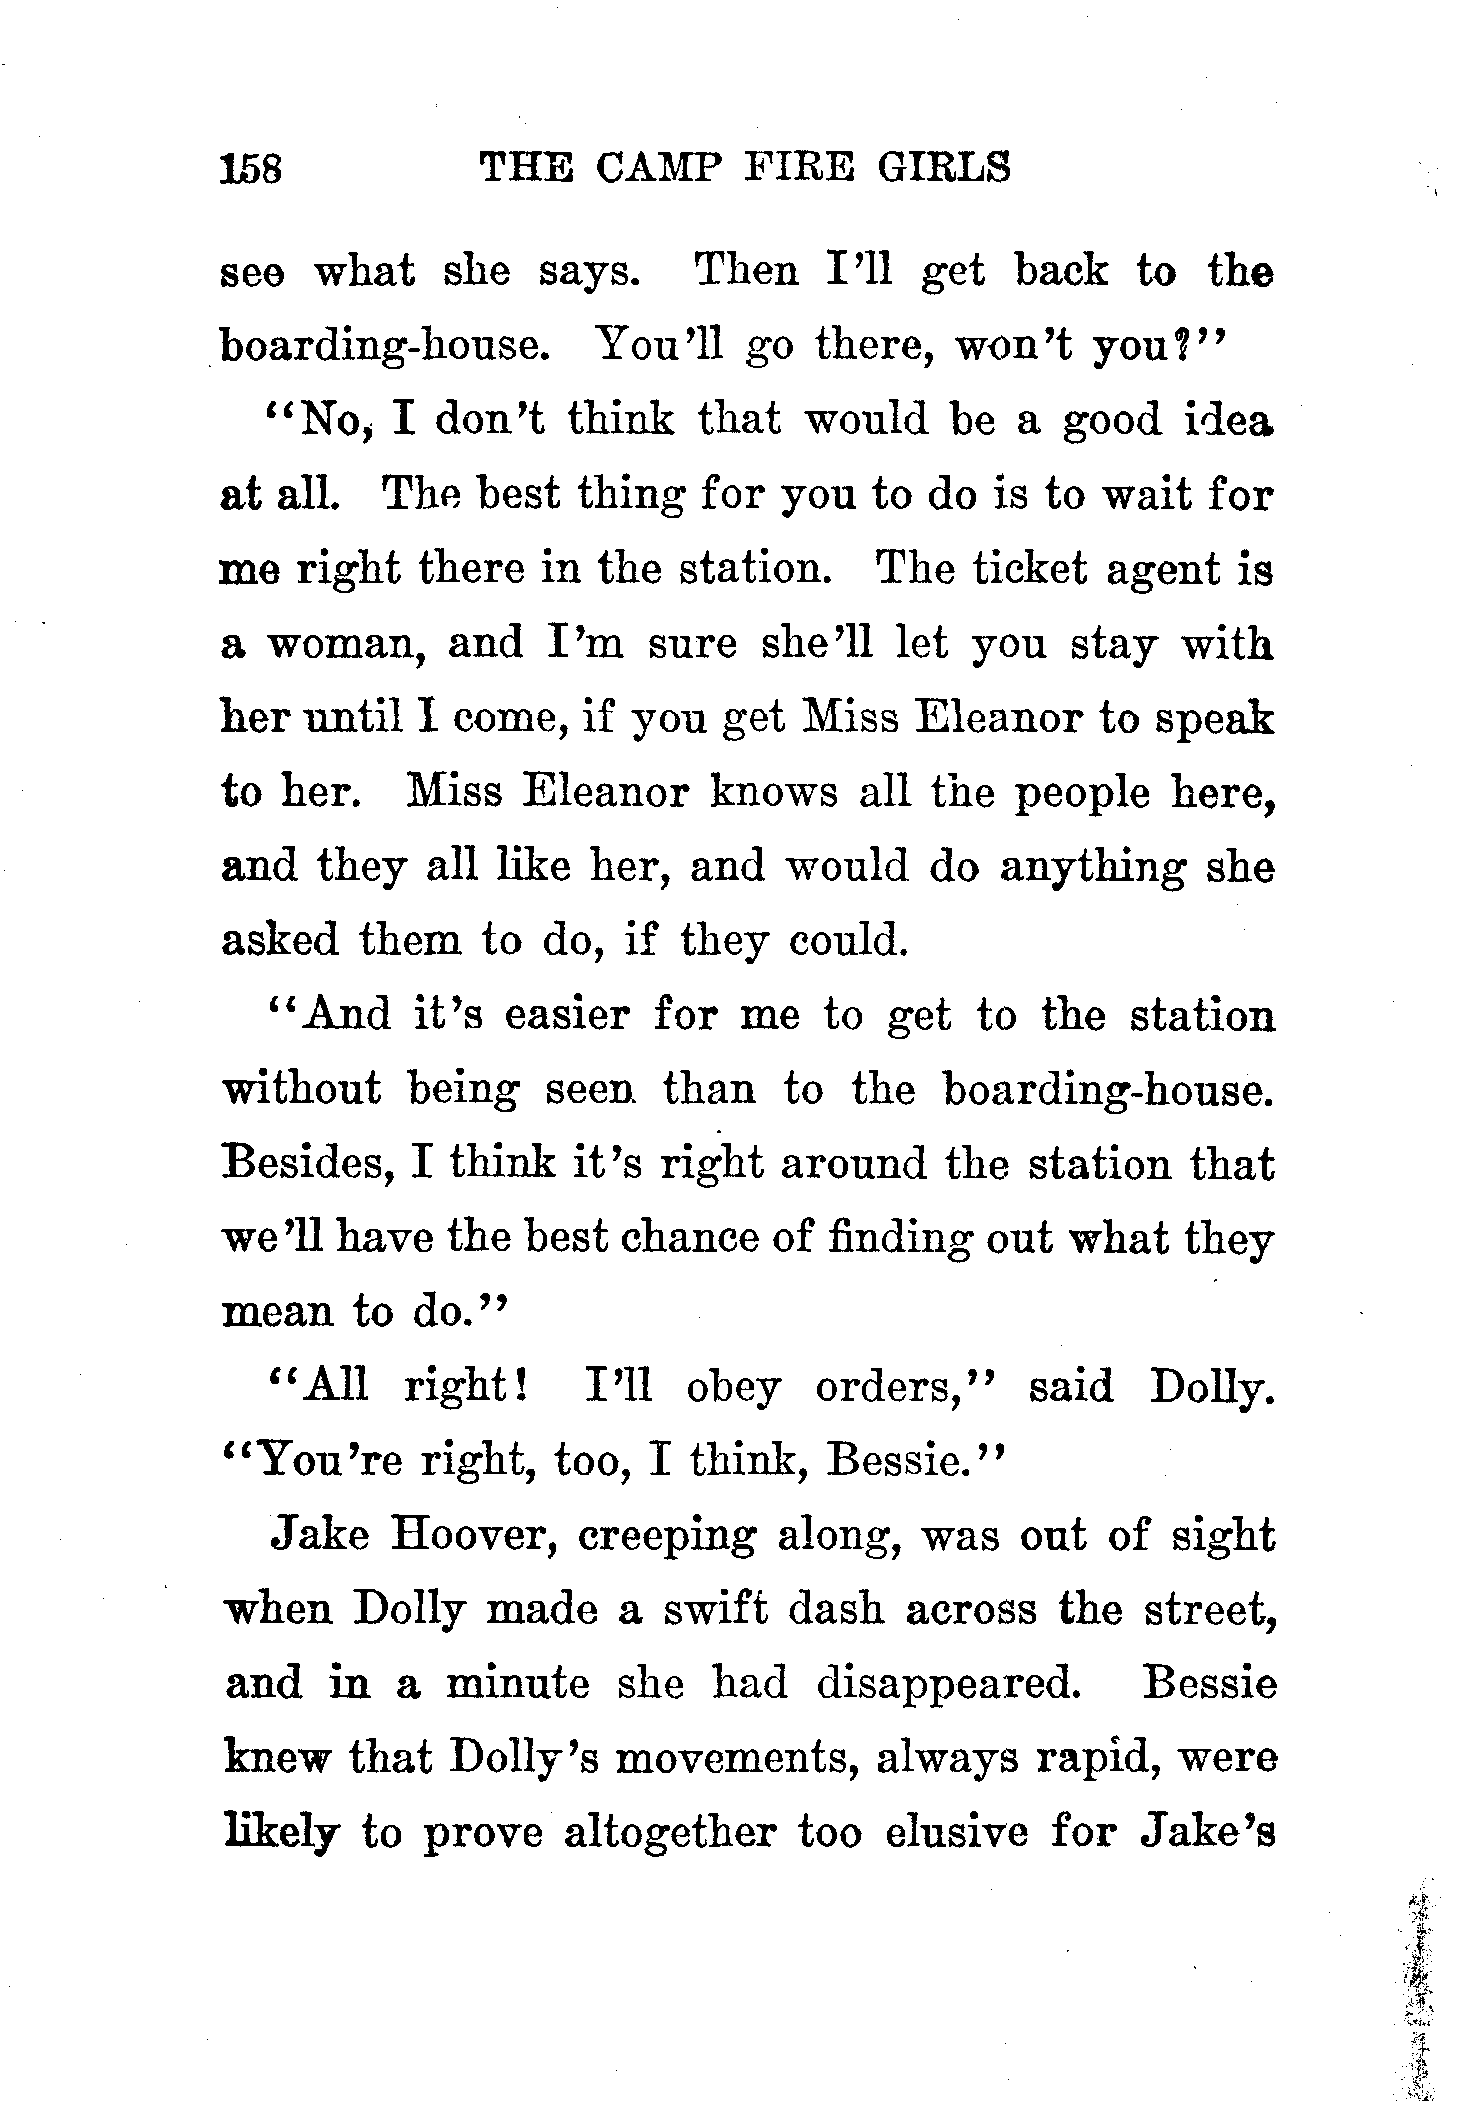 158 THE CAMP FIRE GIRLS
see what she says. Then I'll get back to the
boarding-house. You'll go there, won't you?"
"No, I don't think that would be a good idea
at all. The best thing for you to do is to wait for
me right there in the station. The ticket agent is
a woman, and I'm sure she'll let you stay with
her until I come, if you get Miss Eleanor to speak
to her. Miss Eleanor knows all the people here,
and they all like her, and would do anything she
asked them to do, if they could.
"And it's easier for me to get to the station
without being seen than to the boarding-house.
Besides, I think it's right around the station that
we'll have the best chance of finding out what they
mean to do."
"All right! I'll obey orders," said Dolly.
"You're right, too, I think, Bessie."
Jake Hoover, creeping along, was out of sight
when Dolly made a swift dash across the street,
and in a minute she had disappeared. Bessie
knew that Dolly's movements, always rapid, were
likely to prove altogether too elusive for Jake's